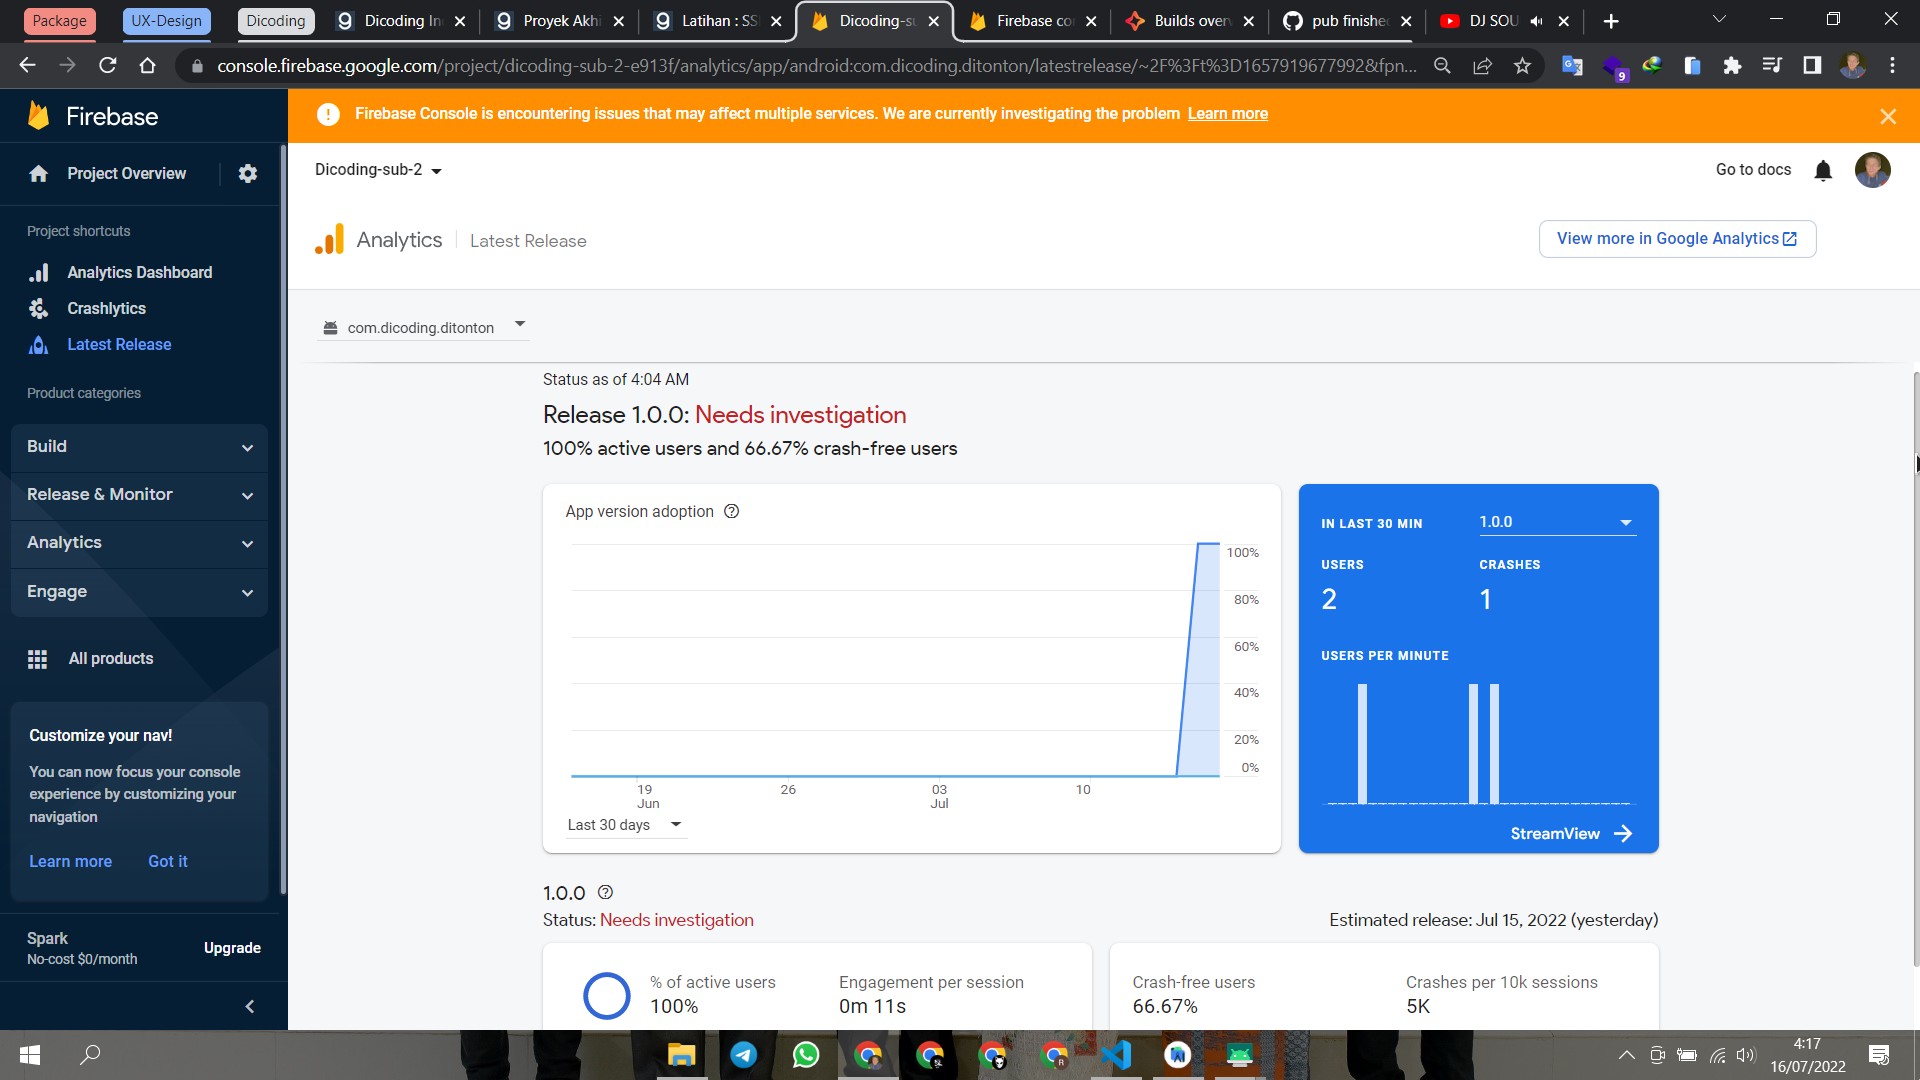 Package
UX-Design
Dicoding
Dicoding In
Proyek Akhi
Latihan : SS
Dicoding-su
Firebase co
Builds over
pub finishe
DJ SOU
console.firebase.google.com/project/dicoding-sub-2-e913f/analytics/app/android:com.dicoding.ditonton/latestrelease/~2F%3Ft%3D1657919677992&fpn...
9
Firebase
Firebase Console is encountering issues that may affect multiple services. We are currently investigating the problem Learn more
Project Overview
Dicoding-sub-2
Go to docs
Project shortcuts
Analytics Dashboard
Crashlytics
Latest Release
Analytics
Latest Release
View more in Google Analytics
com.dicoding.ditonton
Product categories
Build
Release & Monitor
Analytics
Engage
All products
Customize your nav!
You can now focus your console
experience by customizing your
navigation
Learn more
Got it
Spark
No-cost $0/month
Upgrade
Status as of 4:04 AM
Release 1.0.0: Needs investigation
100% active users and 66.67% crash-free users
App version adoption
100%
80%
60%
40%
20%
0%
19
Jun
26
03
Jul
10
Last 30 days
IN LAST 30 MIN
1.0.0
USERS
CRASHES
2
1
USERS PER MINUTE
StreamView
1.0.0
Status: Needs investigation
Estimated release: Jul 15, 2022 (yesterday)
% of active users
100%
Engagement per session
0m 11s
Crash-free users
66.67%
Crashes per 10k sessions
5K
4:17
16/07/2022